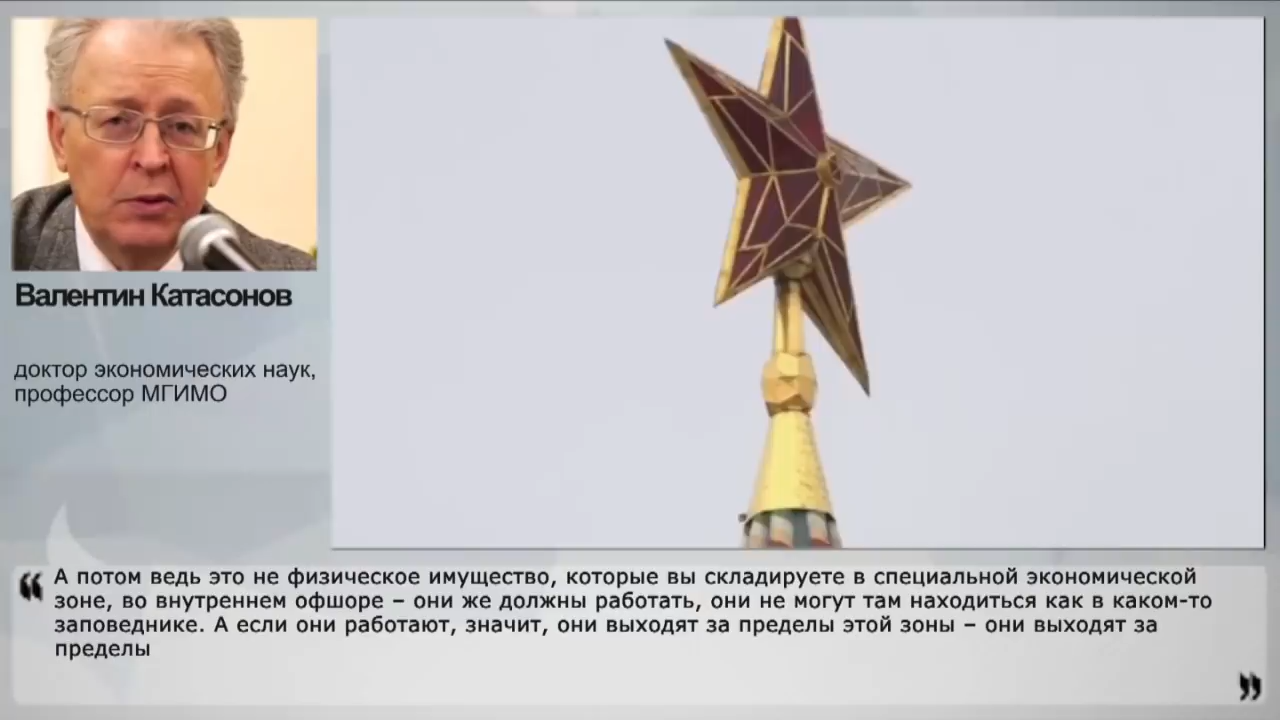 Валентин Катасонов
доктор экономических наук,
профессор МГИМО
“ А потом ведь это не физическое имущество, которые вы складируете в специальной экономической
зоне, во внутреннем офшоре – они же должны работать, они не могут там находиться как в каком-то
заповеднике. А если они работают, значит, они выходят за пределы этой зоны – они выходят за
пределы
”